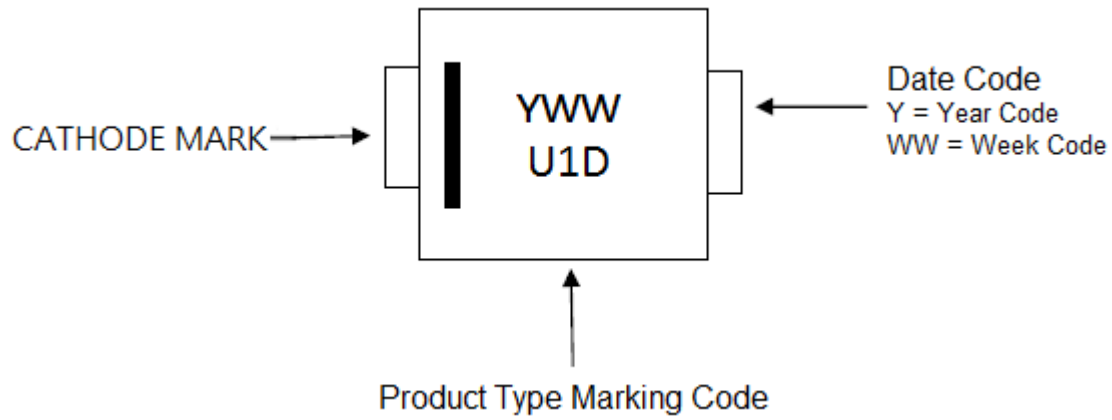 CATHODE MARK
YWW
U1D
Date Code
Y = Year Code
WW = Week Code
Product Type Marking Code